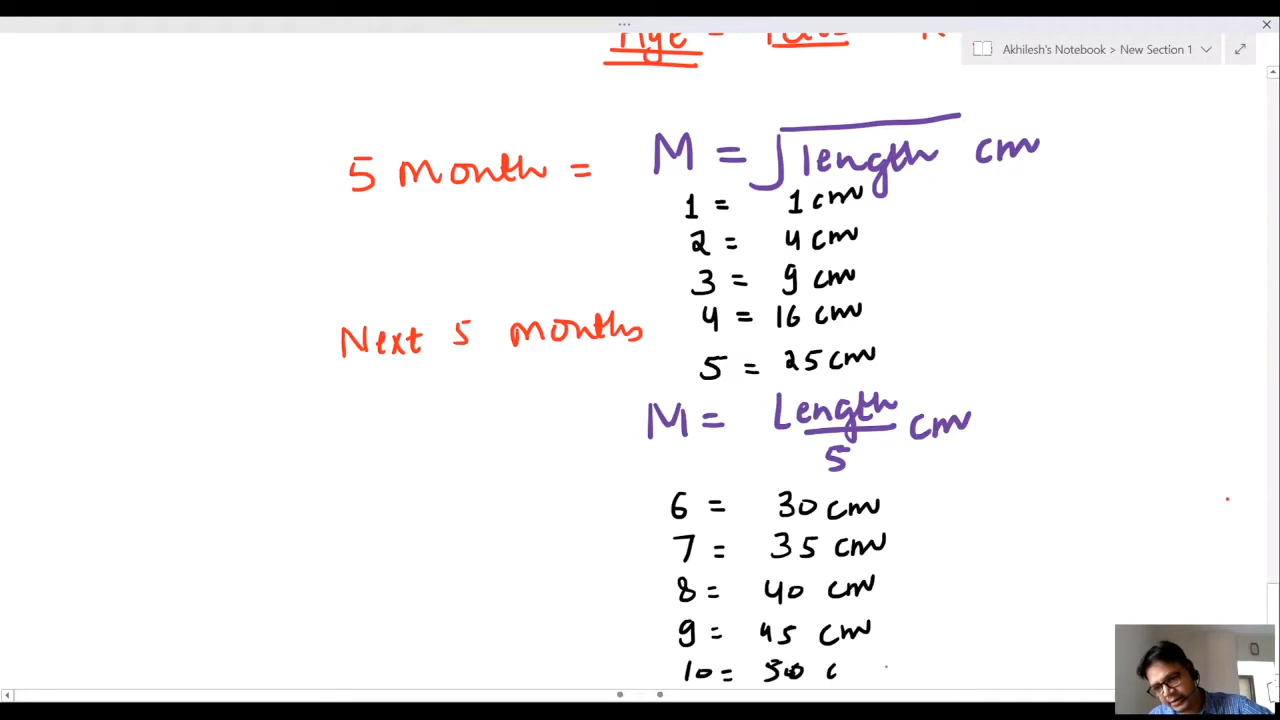 Age =
Akhilesh's Notebook > New Section 1
5 Month =
M = √length cm
1 = 1 cm
2 = 4 cm
3 = 9 cm
4 = 16 cm
5 = 25 cm
Next 5 months
M = Length/5 cm
6 = 30 cm
7 = 35 cm
8 = 40 cm
9 = 45 cm
10 = 50 c